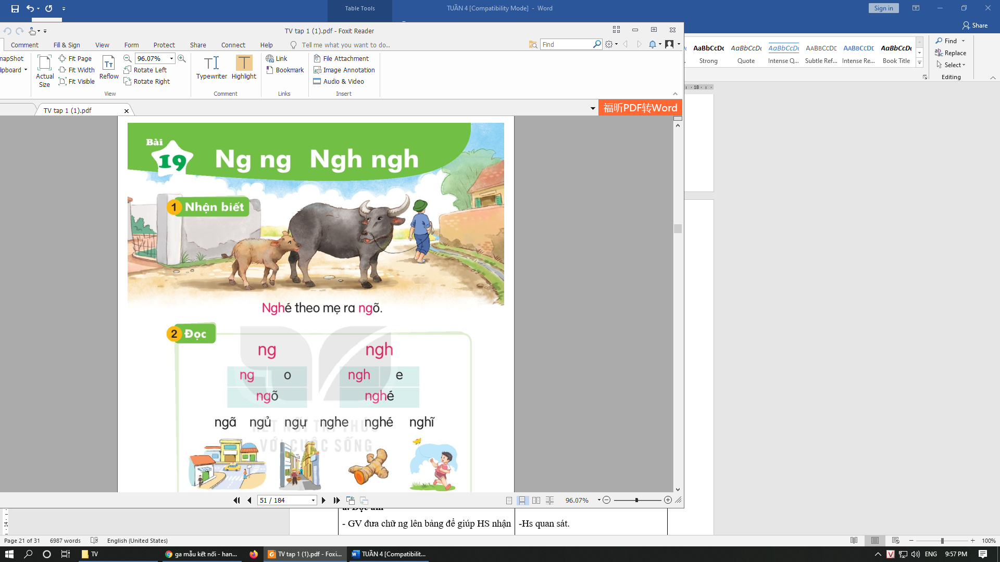 Table Tools
TUẦN 4 [Compatibility Mode] - Word
Sign in
Share
TV tap 1 (1).pdf - Foxit Reader
Comment Fill & Sign View Form Protect Share Connect Help Tell me what you want to do..
Find
napShot
lipboard
Actual
Size
Fit Page
Fit Width
Fit Visible
Reflow
96.07%
Rotate Left
Rotate Right
View
Typewriter
Highlight
Comment
Link
Bookmark
Links
File Attachment
Image Annotation
Audio & Video
Insert
AaBbCcDc AaBbCcDc AaBbCcDc AABBCCDE AABBCCDE AaBbCcDc
Strong Quote Intense Q... Subtle Ref... Intense Re... Book Title
Find
Replace
Select
Editing
18
TV tap 1 (1).pdf
福昕PDF转Word
Bài
19
Ng ng Ngh ngh
1 Nhận biết
Nghé theo mẹ ra ngõ.
2 Đọc
ng ngh
ng o ngh e
ngõ nghé
ngã ngủ ngự nghe nghé nghĩ
KẾT NỐI TRI THỨC
VỚI CUỘC SỐNG
51 / 184
96.07%
a. Đọc âm
- GV đưa chữ ng lên bảng để giúp HS nhận
-Hs quan sát.
14
Page 21 of 31 6987 words English (United States)
100%
TV
ga mẫu kết nối - han...
TV tap 1 (1).pdf - Foxi...
TUẦN 4 [Compatibilit...
ENG
9:57 PM